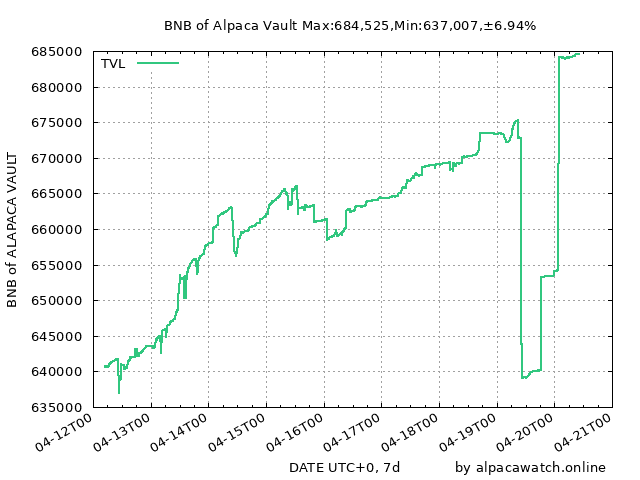 BNB of Alpaca Vault Max:684,525,Min:637,007,±6.94%
TVL
BNB of ALAPACA VAULT
685000
680000
675000
670000
665000
660000
655000
650000
645000
640000
635000
04-12T00
04-13T00
04-14T00
04-15T00
04-16T00
04-17T00
04-18T00
04-19T00
04-20T00
04-21T00
DATE UTC+0, 7d
by alpacawatch.online